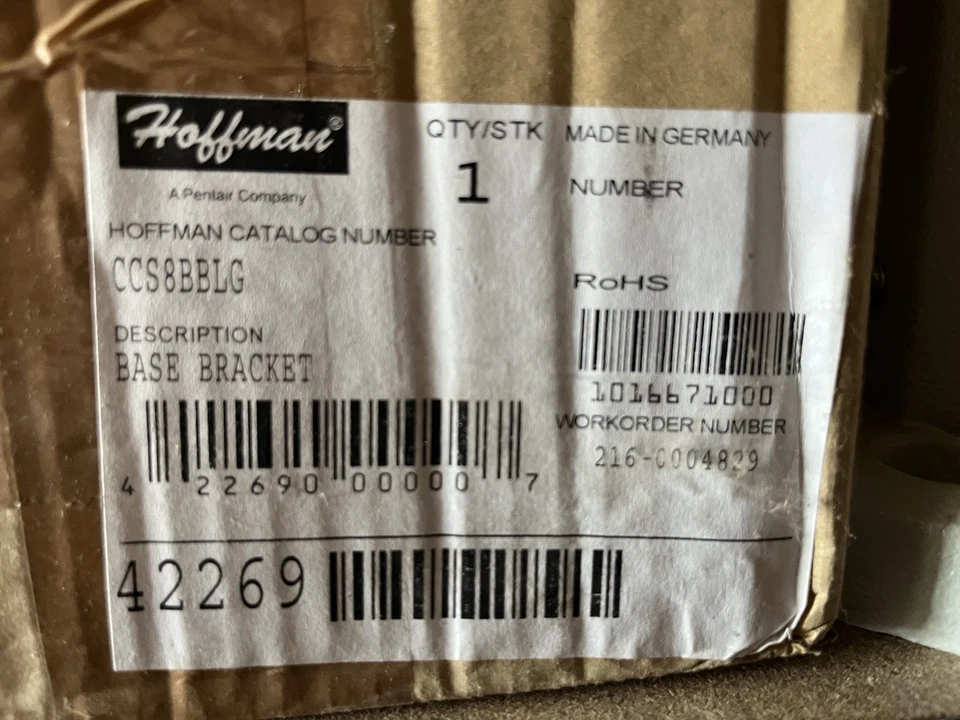 Hoffman®
A Pentair Company
QTY/STK
1
MADE IN GERMANY
NUMBER
HOFFMAN CATALOG NUMBER
CCS8BBLG
RoHS
DESCRIPTION
BASE BRACKET
1016671000
WORKORDER NUMBER
216-0004829
4 22690 00000 7
42269